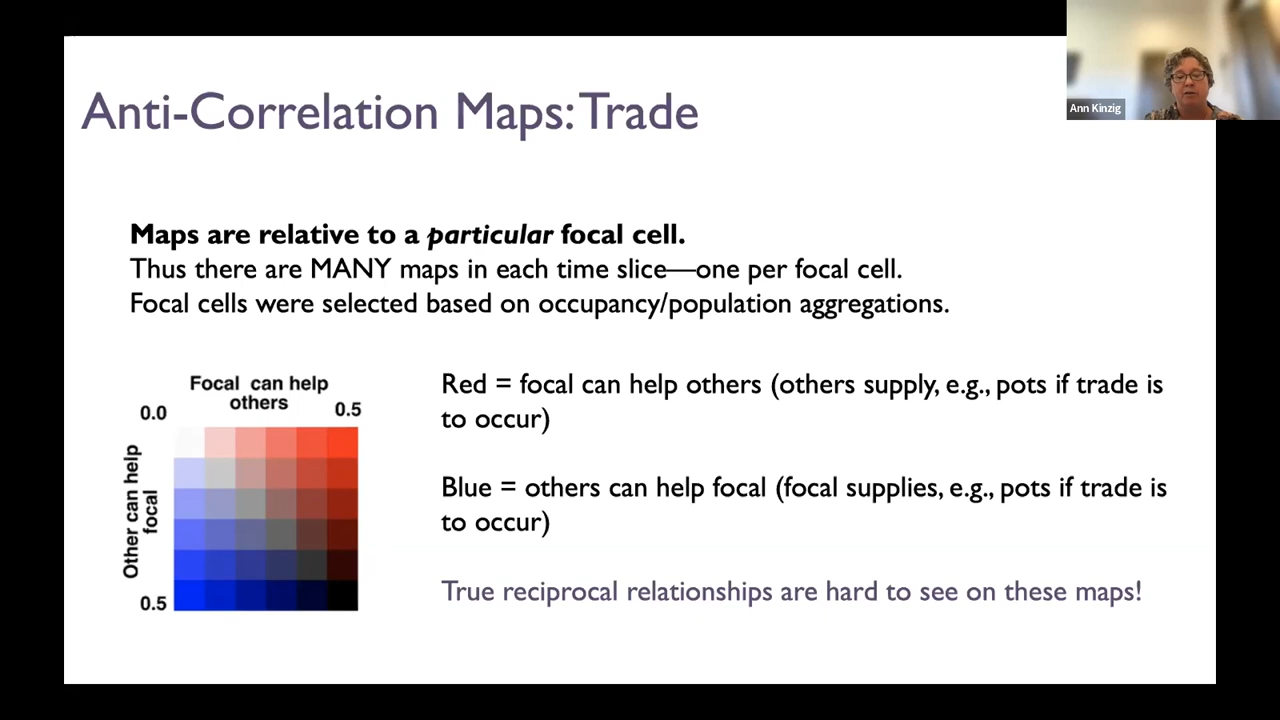 Ann Kinzig
Anti-Correlation Maps: Trade
Maps are relative to a particular focal cell.
Thus there are MANY maps in each time slice—one per focal cell.
Focal cells were selected based on occupancy/population aggregations.
Focal can help
others
0.0
0.5
Other can help
focal
0.5
Red = focal can help others (others supply, e.g., pots if trade is
to occur)
Blue = others can help focal (focal supplies, e.g., pots if trade is
to occur)
True reciprocal relationships are hard to see on these maps!